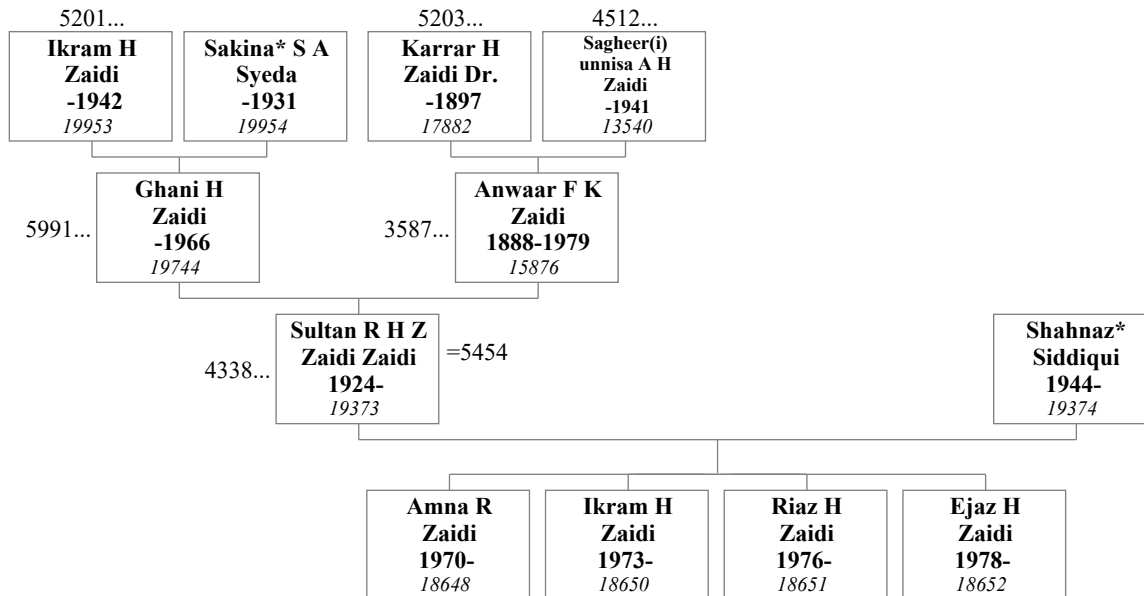 5201...
Ikram H
Zaidi
-1942
19953
Sakina* S A
Syeda
-1931
19954
5203...
Karrar H
Zaidi Dr.
-1897
17882
4512...
Sagheer(i)
unnisa A H
Zaidi
-1941
13540
5991...
Ghani H
Zaidi
-1966
19744
3587...
Anwaar F K
Zaidi
1888-1979
15876
4338...
Sultan R H Z
Zaidi Zaidi
1924-
19373
=5454
Shahnaz*
Siddiqui
1944-
19374
Amna R
Zaidi
1970-
18648
Ikram H
Zaidi
1973-
18650
Riaz H
Zaidi
1976-
18651
Ejaz H
Zaidi
1978-
18652